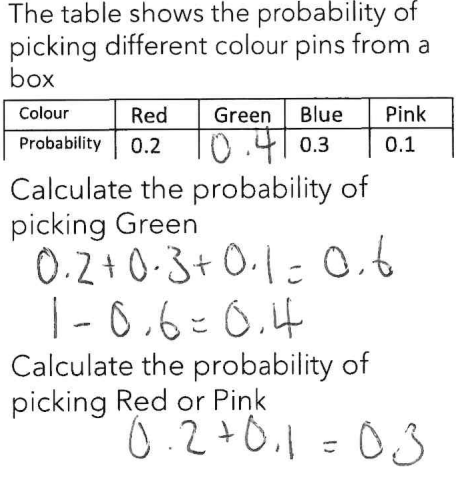 The table shows the probability of
picking different colour pins from a
box
Colour Red Green Blue Pink
Probability 0.2 0.4 0.3 0.1
Calculate the probability of
picking Green
0.2+0.3+0.1=0.6
1-0.6=0.4
Calculate the probability of
picking Red or Pink
0.2+0.1=0.3